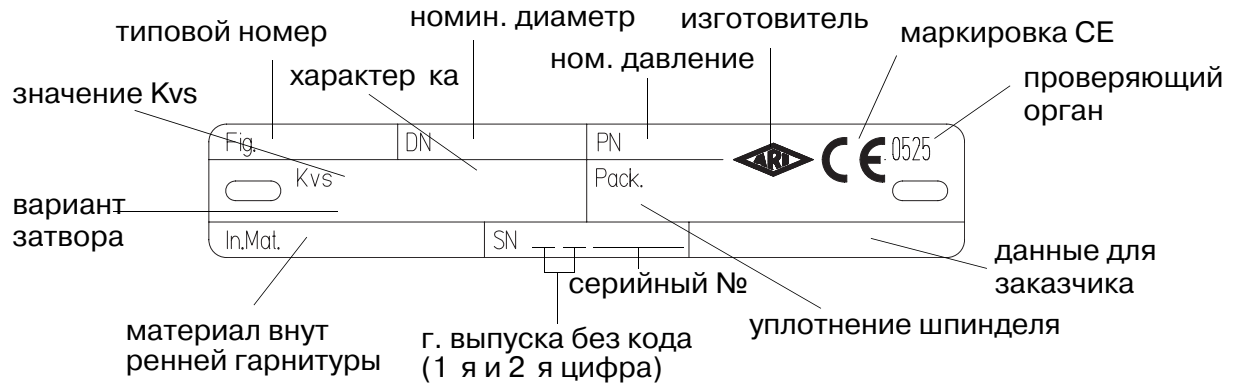 номин. диаметр
изготовитель
типовой номер
маркировка CE
ном. давление
характер ка
проверяющий
орган
значение Kvs
Fig.
DN
PN
ARI
CE
0525
Kvs
Pack.
вариант
затвора
In.Mat.
SN
данные для
заказчика
серийный №
материал внут
ренней гарнитуры
г. выпуска без кода
(1 я и 2 я цифра)
уплотнение шпинделя